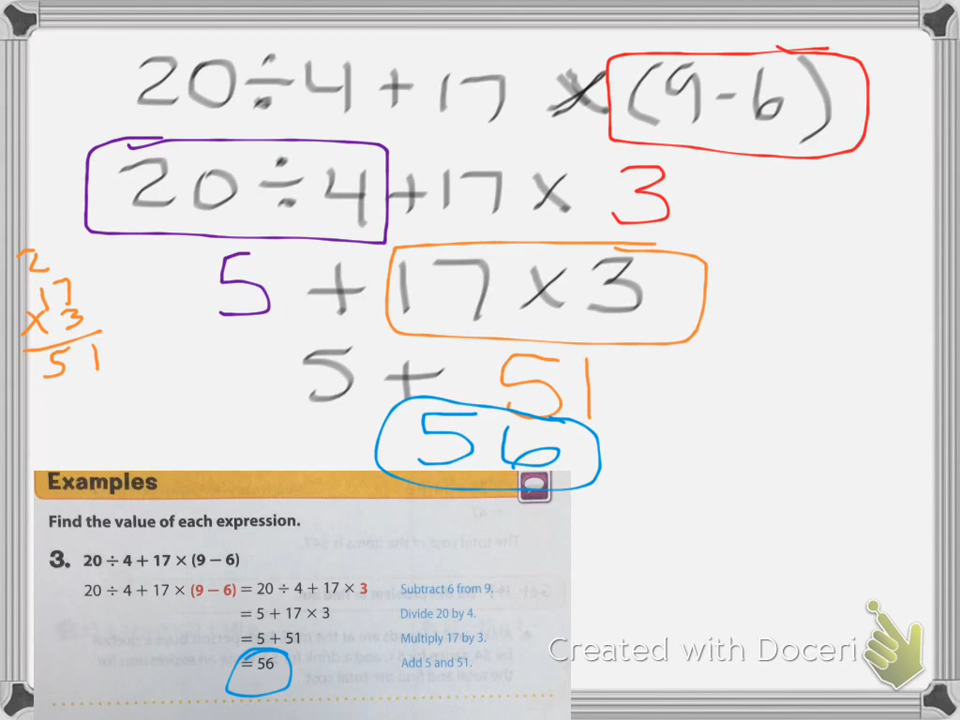 20 ÷ 4 + 17 × (9 - 6)
20 ÷ 4 + 17 × 3
5 + 17 × 3
2
17
× 3
51
5 + 51
56
Examples
Find the value of each expression.
3. 20 ÷ 4 + 17 × (9 − 6)
20 ÷ 4 + 17 × (9 − 6) = 20 ÷ 4 + 17 × 3 Subtract 6 from 9.
= 5 + 17 × 3 Divide 20 by 4.
= 5 + 51 Multiply 17 by 3.
= 56 Add 5 and 51.
Created with Doceri